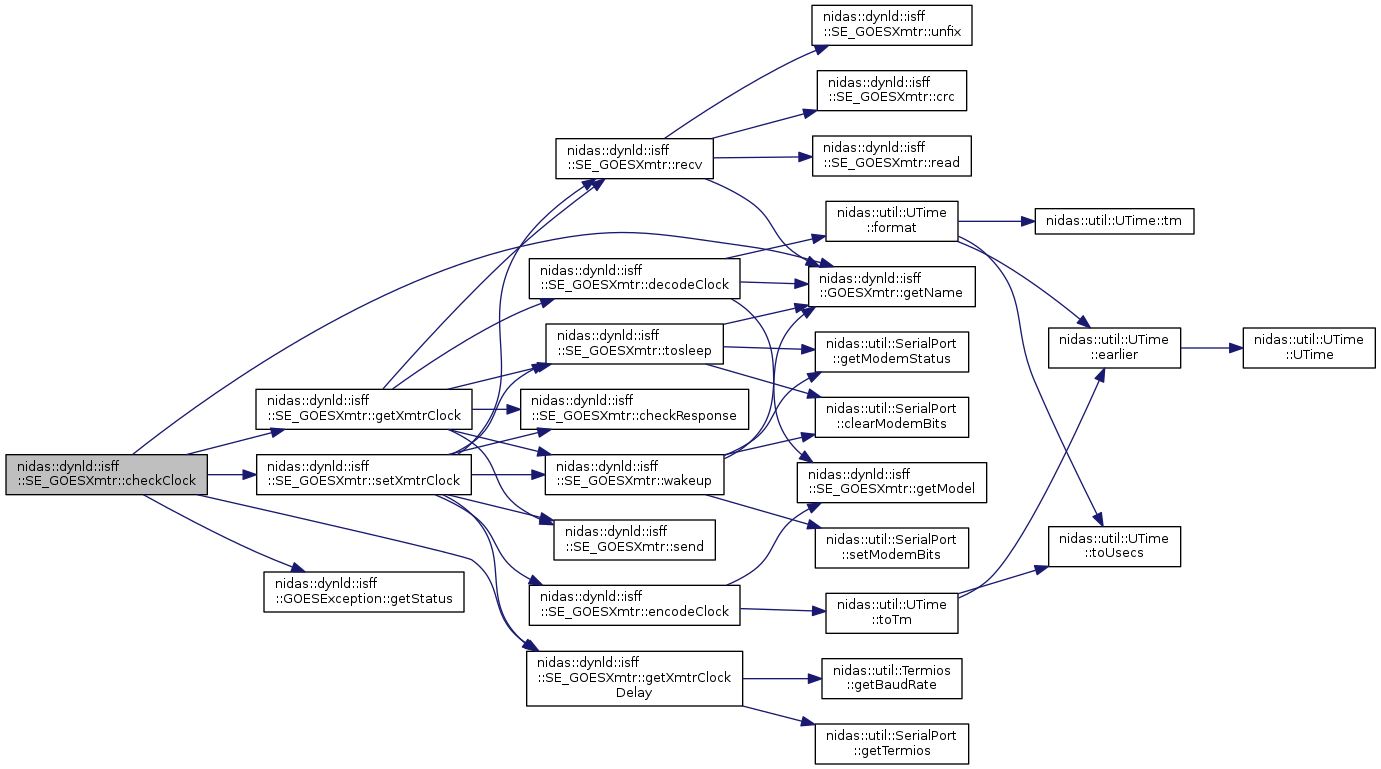 nidas::dynld::isff
::SE_GOESXmtr::checkClock
nidas::dynld::isff
::SE_GOESXmtr::getXmtrClock
nidas::dynld::isff
::SE_GOESXmtr::setXmtrClock
nidas::dynld::isff
::GOESException::getStatus
nidas::dynld::isff
::SE_GOESXmtr::recv
nidas::dynld::isff
::SE_GOESXmtr::decodeClock
nidas::dynld::isff
::SE_GOESXmtr::tosleep
nidas::dynld::isff
::SE_GOESXmtr::checkResponse
nidas::dynld::isff
::SE_GOESXmtr::wakeup
nidas::dynld::isff
::SE_GOESXmtr::send
nidas::dynld::isff
::SE_GOESXmtr::encodeClock
nidas::dynld::isff
::SE_GOESXmtr::getXmtrClock
Delay
nidas::dynld::isff
::SE_GOESXmtr::unfix
nidas::dynld::isff
::SE_GOESXmtr::crc
nidas::dynld::isff
::SE_GOESXmtr::read
nidas::util::UTime
::format
nidas::dynld::isff
::GOESXmtr::getName
nidas::util::SerialPort
::getModemStatus
nidas::util::SerialPort
::clearModemBits
nidas::dynld::isff
::SE_GOESXmtr::getModel
nidas::util::SerialPort
::setModemBits
nidas::util::UTime
::toTm
nidas::util::Termios
::getBaudRate
nidas::util::SerialPort
::getTermios
nidas::util::UTime::tm
nidas::util::UTime
::earlier
nidas::util::UTime
::toUsecs
nidas::util::UTime
::UTime